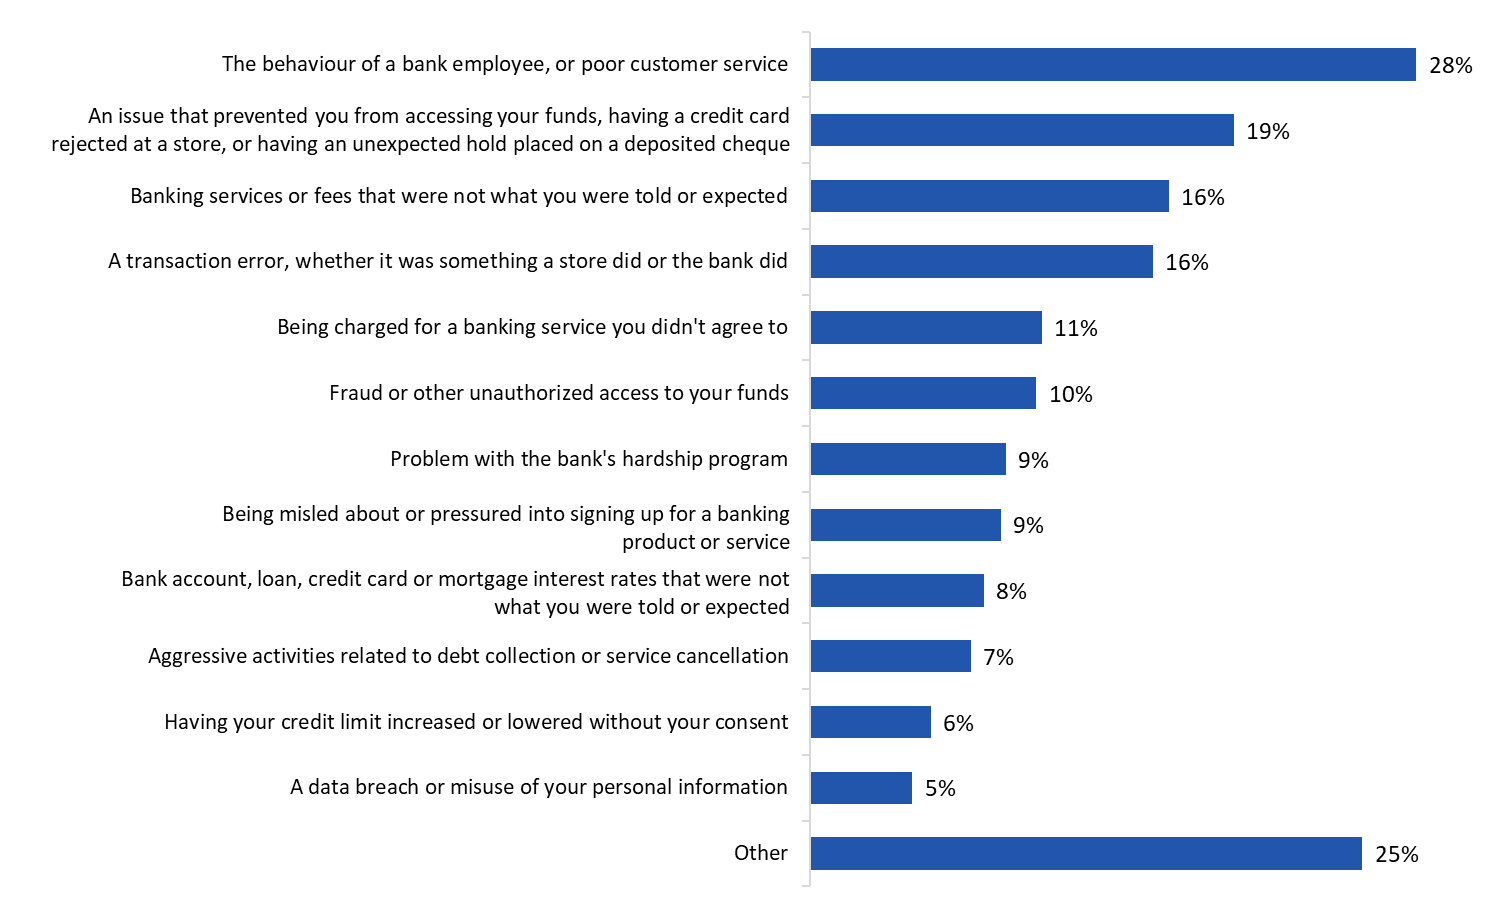 The behaviour of a bank employee, or poor customer service
28%
An issue that prevented you from accessing your funds, having a credit card
rejected at a store, or having an unexpected hold placed on a deposited cheque
19%
Banking services or fees that were not what you were told or expected
16%
A transaction error, whether it was something a store did or the bank did
16%
Being charged for a banking service you didn't agree to
11%
Fraud or other unauthorized access to your funds
10%
Problem with the bank's hardship program
9%
Being misled about or pressured into signing up for a banking
product or service
9%
Bank account, loan, credit card or mortgage interest rates that were not
what you were told or expected
8%
Aggressive activities related to debt collection or service cancellation
7%
Having your credit limit increased or lowered without your consent
6%
A data breach or misuse of your personal information
5%
Other
25%